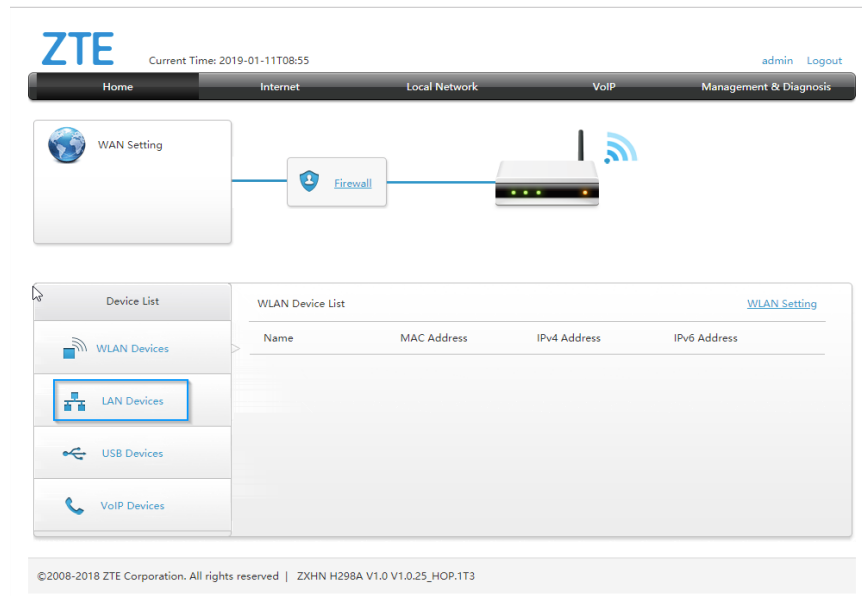 ZTE
Current Time: 2019-01-11T08:55
admin Logout
Home Internet Local Network VoIP Management & Diagnosis
WAN Setting
Firewall
Device List
WLAN Device List
WLAN Setting
Name MAC Address IPv4 Address IPv6 Address
WLAN Devices
LAN Devices
USB Devices
VoIP Devices
©2008-2018 ZTE Corporation. All rights reserved | ZXHN H298A V1.0 V1.0.25_HOP.1T3